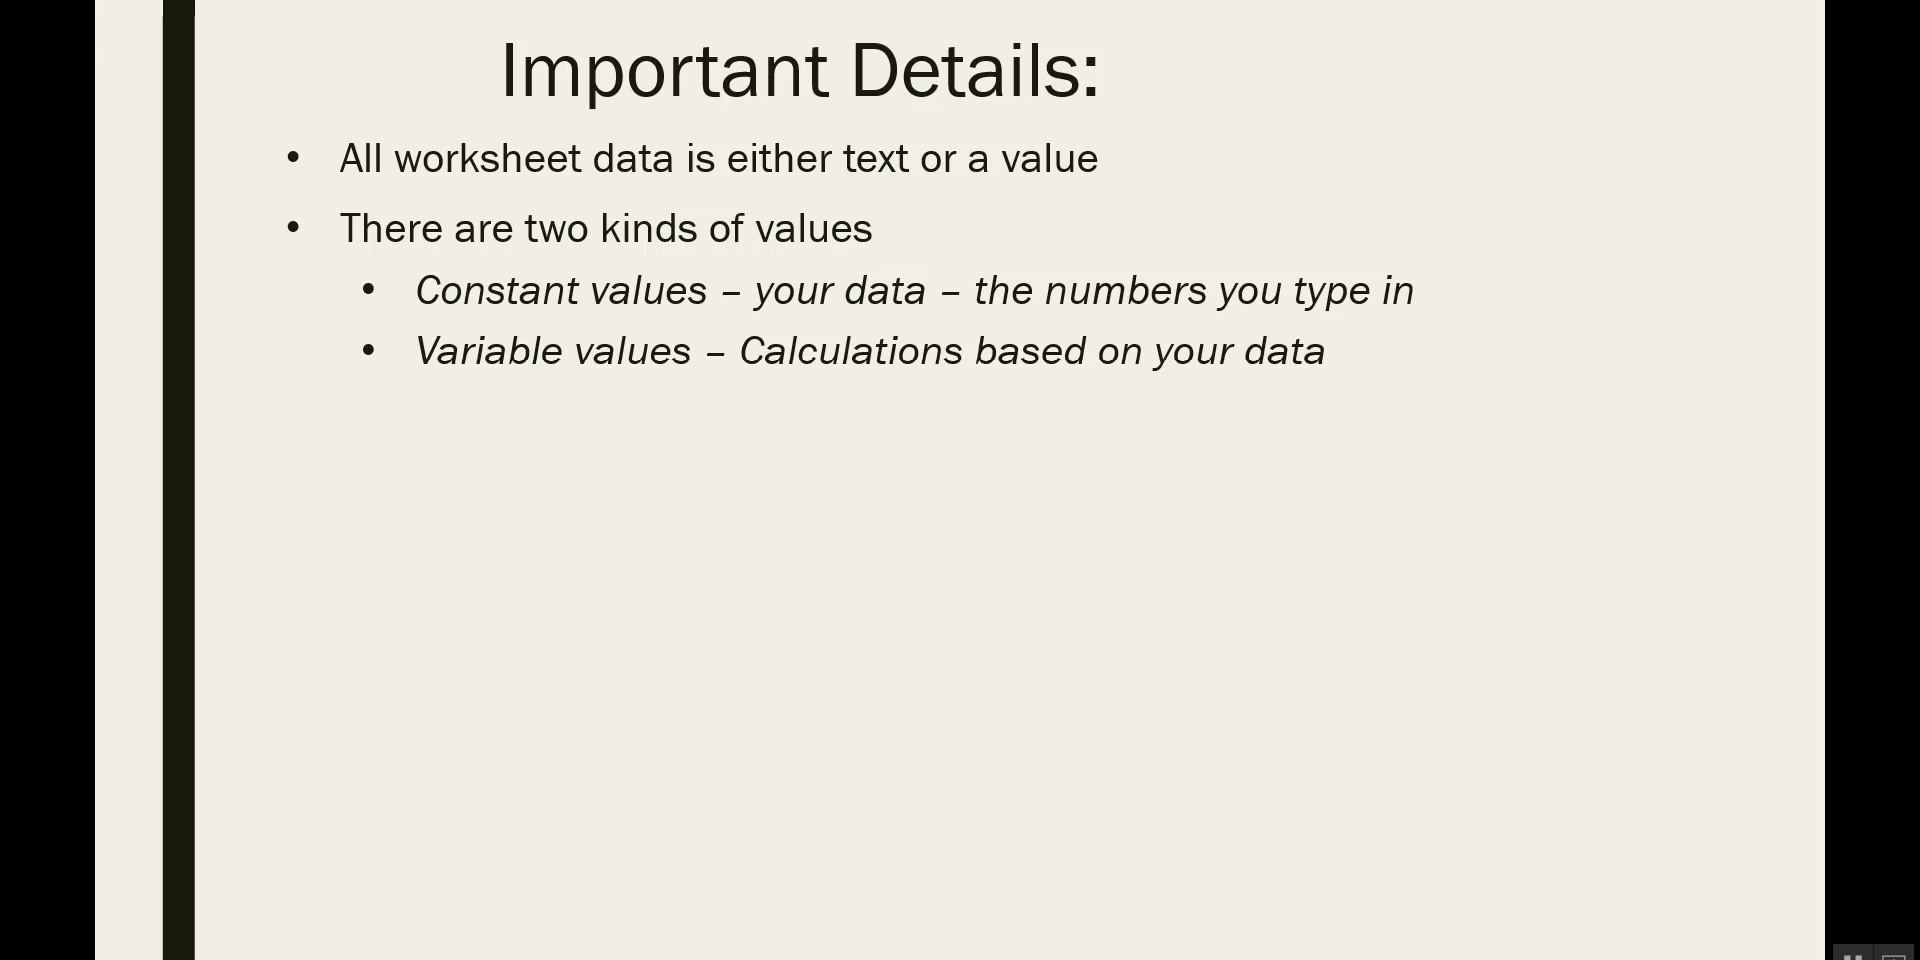 Important Details:
• All worksheet data is either text or a value
• There are two kinds of values
• Constant values – your data – the numbers you type in
• Variable values – Calculations based on your data